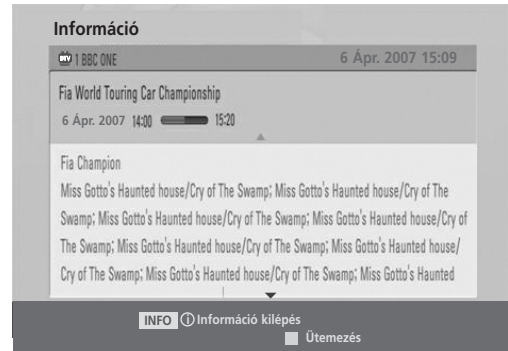 Információ
DTV 1 BBC ONE 6 Ápr. 2007 15:09
Fia World Touring Car Championship
6 Ápr. 2007 14:00 15:20
Fia Champion
Miss Gotto's Haunted house/Cry of The Swamp; Miss Gotto's Haunted house/Cry of The
Swamp; Miss Gotto's Haunted house/Cry of The Swamp; Miss Gotto's Haunted house/Cry of
The Swamp; Miss Gotto's Haunted house/Cry of The Swamp; Miss Gotto's Haunted house/
Cry of The Swamp; Miss Gotto's Haunted house/Cry of The Swamp; Miss Gotto's Haunted
INFO i Információ kilépés
Ütemezés